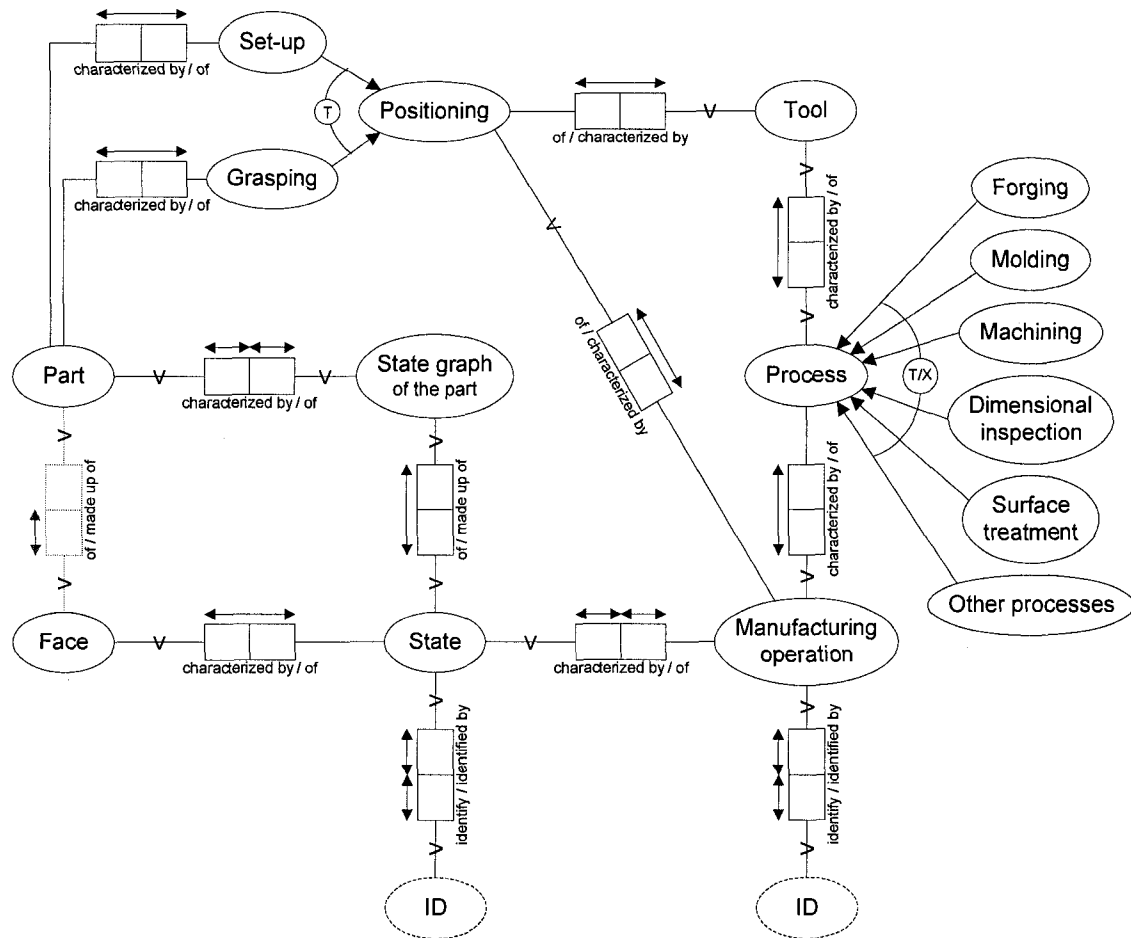 Set-up
characterized by / of
T
Positioning
Tool
of / characterized by
Grasping
characterized by / of
Forging
characterized by / of
Molding
V
V
V
V
of / characterized by
Machining
Part
V
V
characterized by / of
State graph
of the part
Process
T/X
Dimensional
inspection
V
V
V
of / made up of
of / made up of
characterized by / of
Surface
treatment
V
V
V
Other processes
Face
V
characterized by / of
State
V
characterized by / of
Manufacturing
operation
V
V
identify / identified by
identify / identified by
V
V
ID
ID